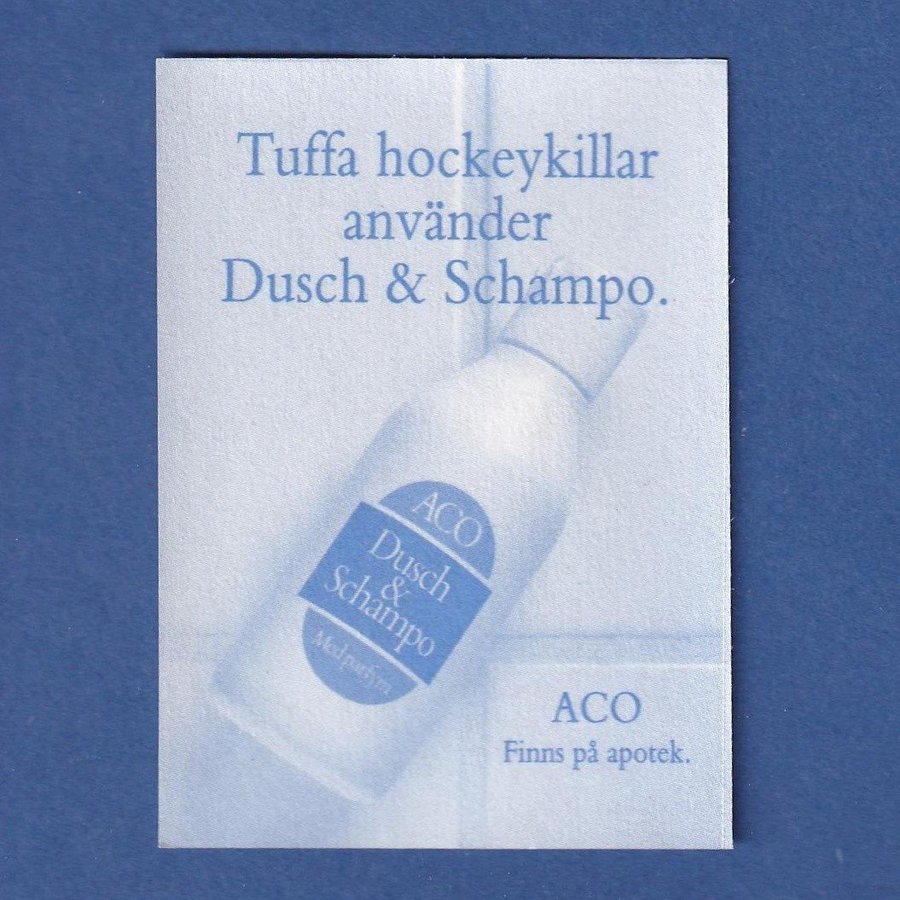 Tuffa hockeykillar
använder
Dusch & Schampo.
ACO
Dusch
&
Schampo
Med parfym
ACO
Finns på apotek.